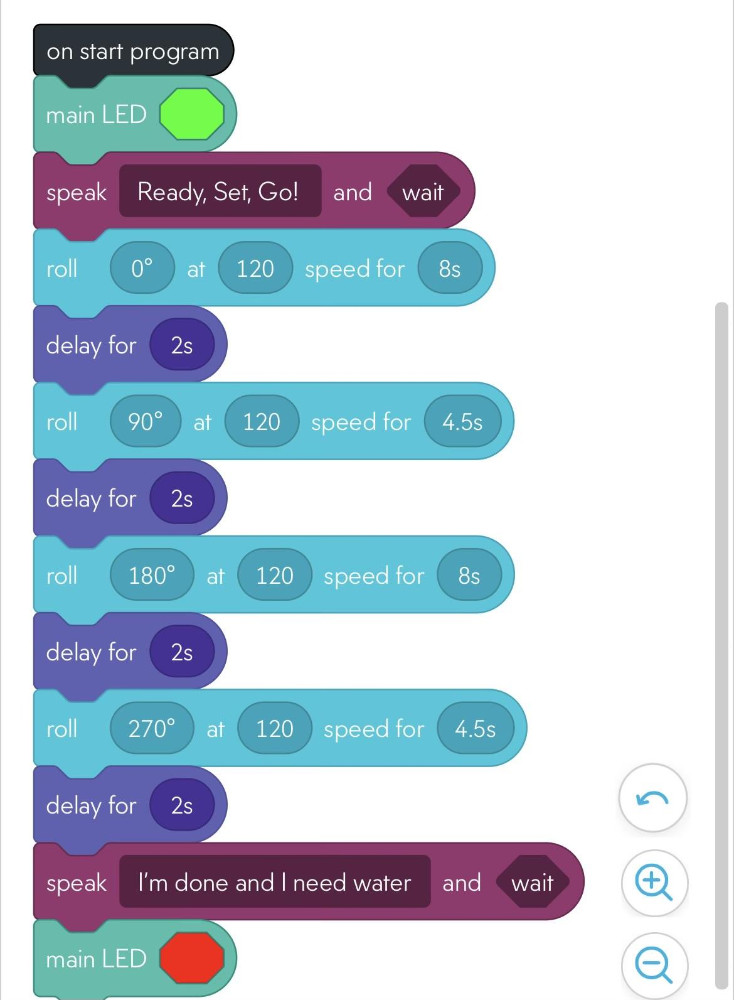 on start program
main LED
speak Ready, Set, Go! and wait
roll 0° at 120 speed for 8s
delay for 2s
roll 90° at 120 speed for 4.5s
delay for 2s
roll 180° at 120 speed for 8s
delay for 2s
roll 270° at 120 speed for 4.5s
delay for 2s
speak I'm done and I need water and wait
main LED